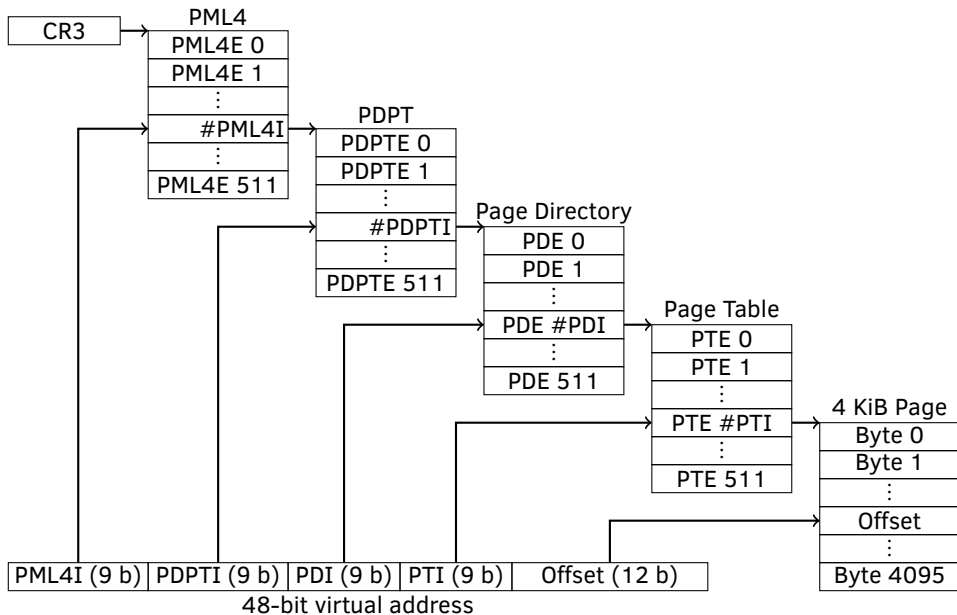 PML4
CR3
PML4E 0
PML4E 1
⋮
#PML4I
⋮
PML4E 511
PDPT
PDPTE 0
PDPTE 1
⋮
#PDPTI
⋮
PDPTE 511
Page Directory
PDE 0
PDE 1
⋮
PDE #PDI
⋮
PDE 511
Page Table
PTE 0
PTE 1
⋮
PTE #PTI
⋮
PTE 511
4 KiB Page
Byte 0
Byte 1
⋮
Offset
⋮
Byte 4095
PML4I (9 b) PDPTI (9 b) PDI (9 b) PTI (9 b) Offset (12 b)
48-bit virtual address